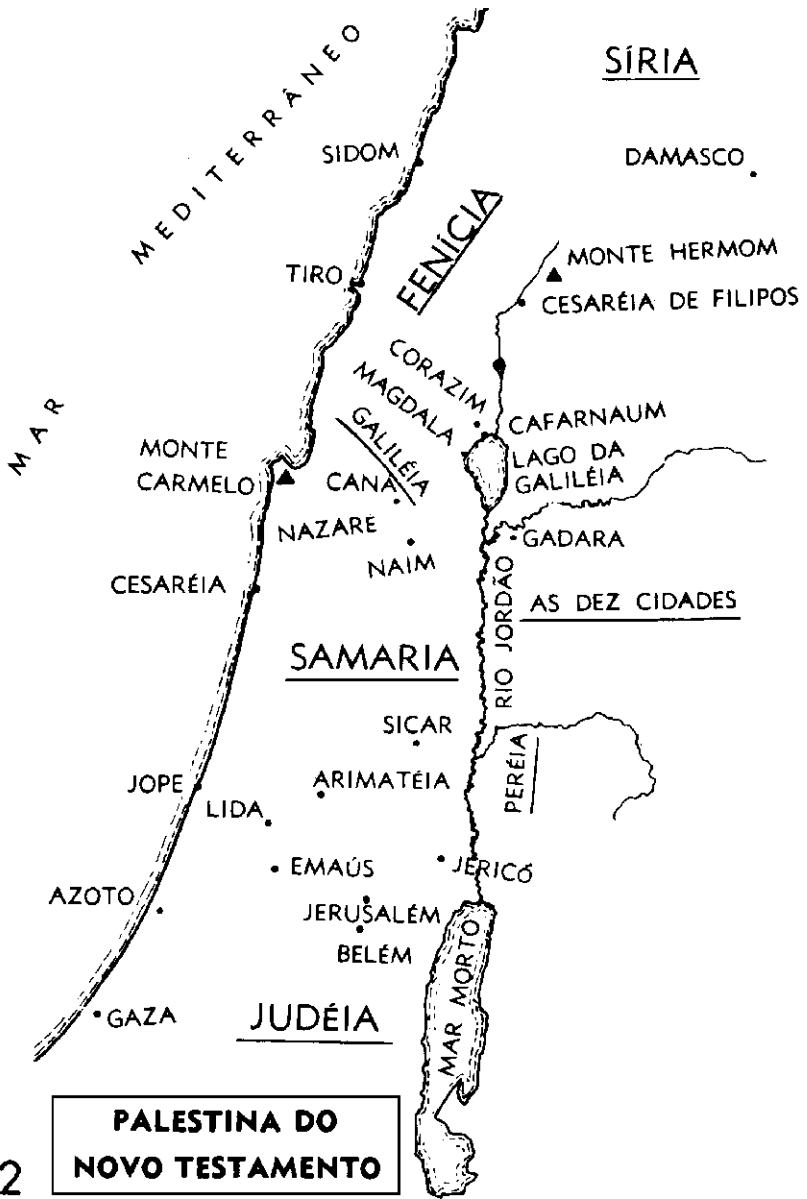 SÍRIA
MAR MEDITERRÂNEO
SIDOM
DAMASCO
FENÍCIA
TIRO
MONTE HERMOM
CESARÉIA DE FILIPOS
CORAZIM
MAGDALA
CAFARNAUM
GALILÉIA
LAGO DA
GALILÉIA
MONTE
CARMELO
CANA
NAZARÉ
GADARA
NAIM
CESARÉIA
RIO JORDÃO
AS DEZ CIDADES
SAMARIA
SICAR
PERÉIA
JOPE
ARIMATÉIA
LIDA
EMAÚS
JERICÓ
AZOTO
JERUSALÉM
BELÉM
MAR MORTO
GAZA
JUDÉIA
PALESTINA DO
NOVO TESTAMENTO
2